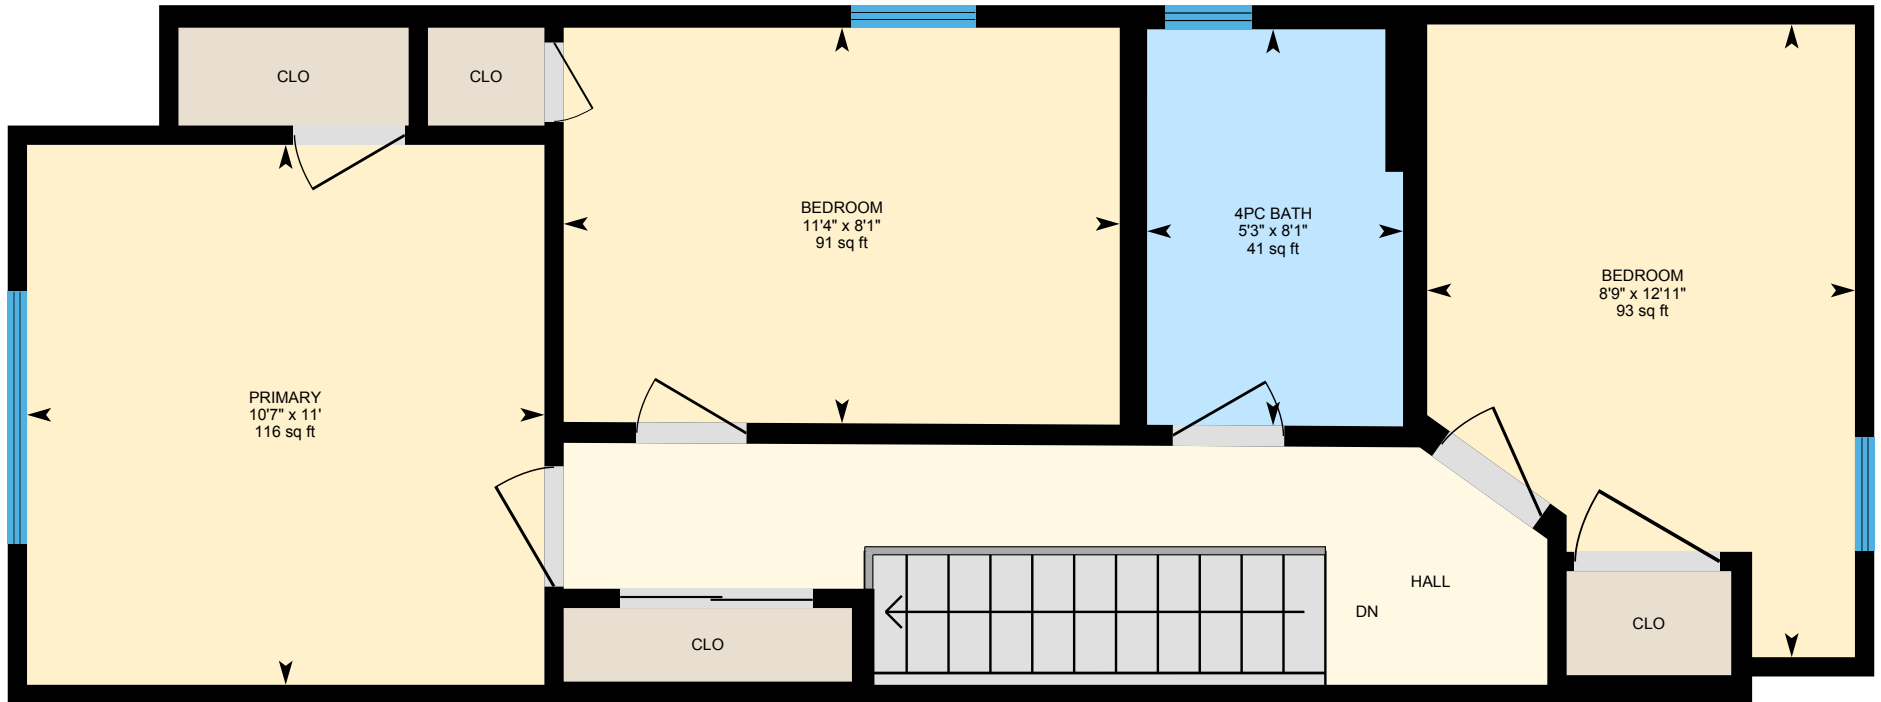 CLO
CLO
BEDROOM
11'4" x 8'1"
91 sq ft
4PC BATH
5'3" x 8'1"
41 sq ft
BEDROOM
8'9" x 12'11"
93 sq ft
PRIMARY
10'7" x 11'
116 sq ft
HALL
DN
CLO
CLO